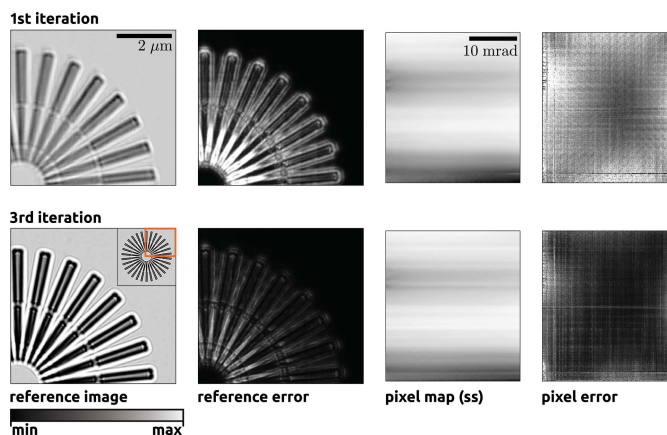 1st iteration
2 μm
10 mrad
3rd iteration
reference image
reference error
pixel map (ss)
pixel error
min
max